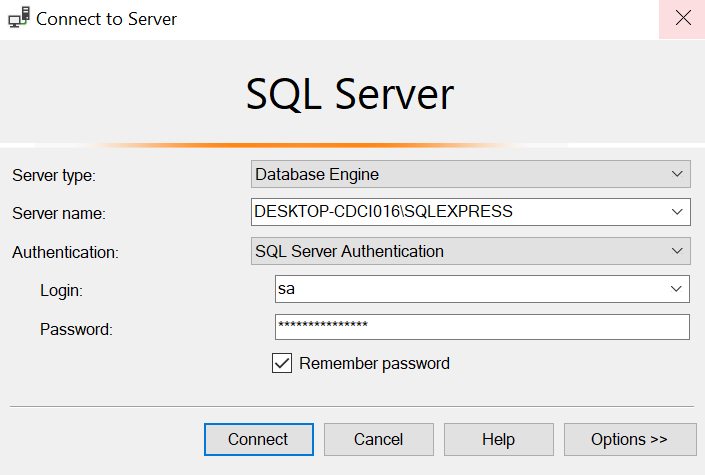 Connect to Server
SQL Server
Server type: Database Engine
Server name: DESKTOP-CDCI016\SQLEXPRESS
Authentication: SQL Server Authentication
Login: sa
Password: ***************
Remember password
Connect Cancel Help Options >>